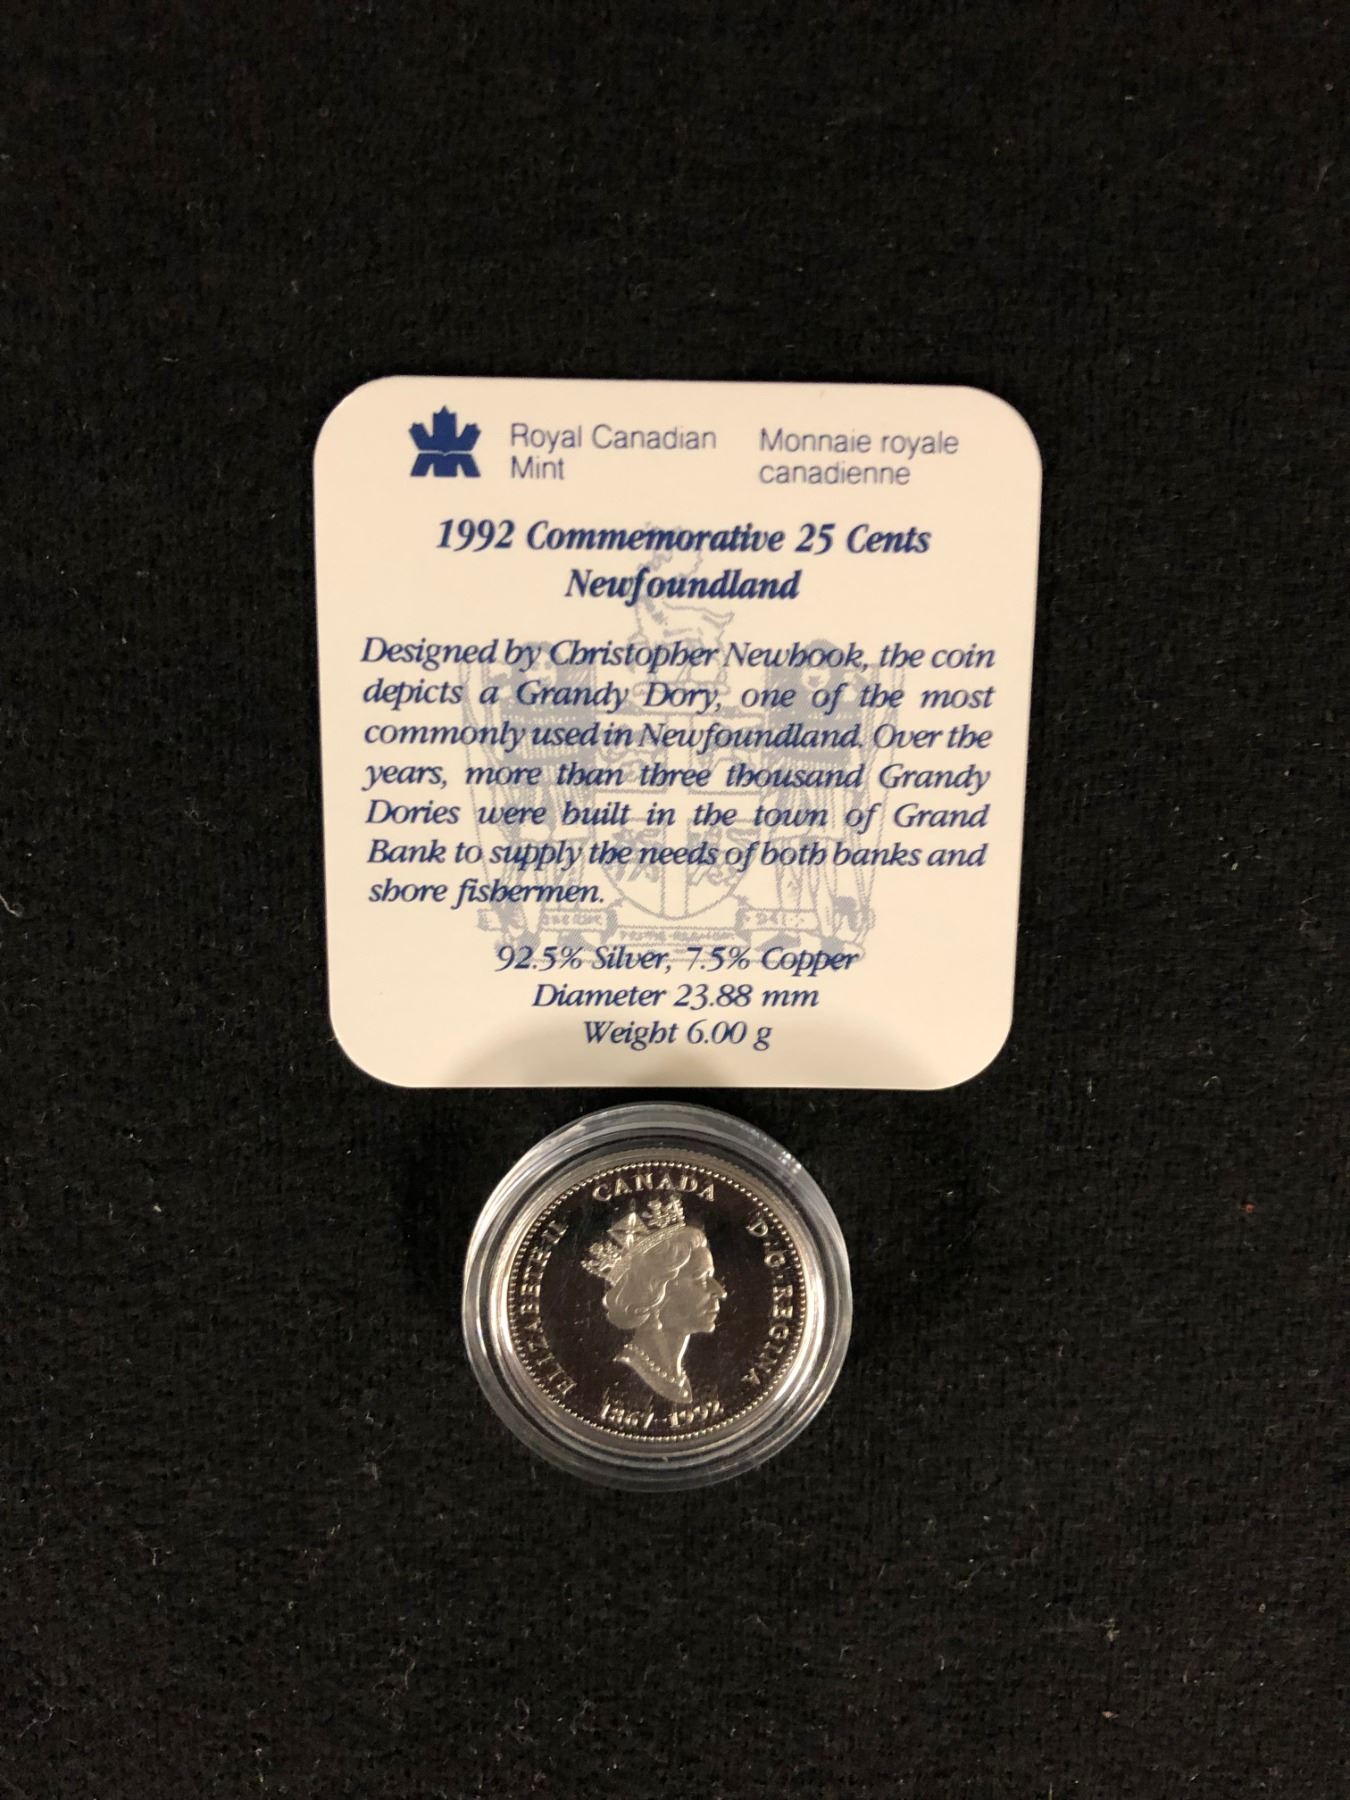 Royal Canadian Mint
Monnaie royale canadienne
1992 Commemorative 25 Cents
Newfoundland
Designed by Christopher Newhook, the coin
depicts a Grandy Dory, one of the most
commonly used in Newfoundland. Over the
years, more than three thousand Grandy
Dories were built in the town of Grand
Bank to supply the needs of both banks and
shore fishermen.
92.5% Silver, 7.5% Copper
Diameter 23.88 mm
Weight 6.00 g
ELIZABETH II
CANADA
D·G·REGINA
1867-1992